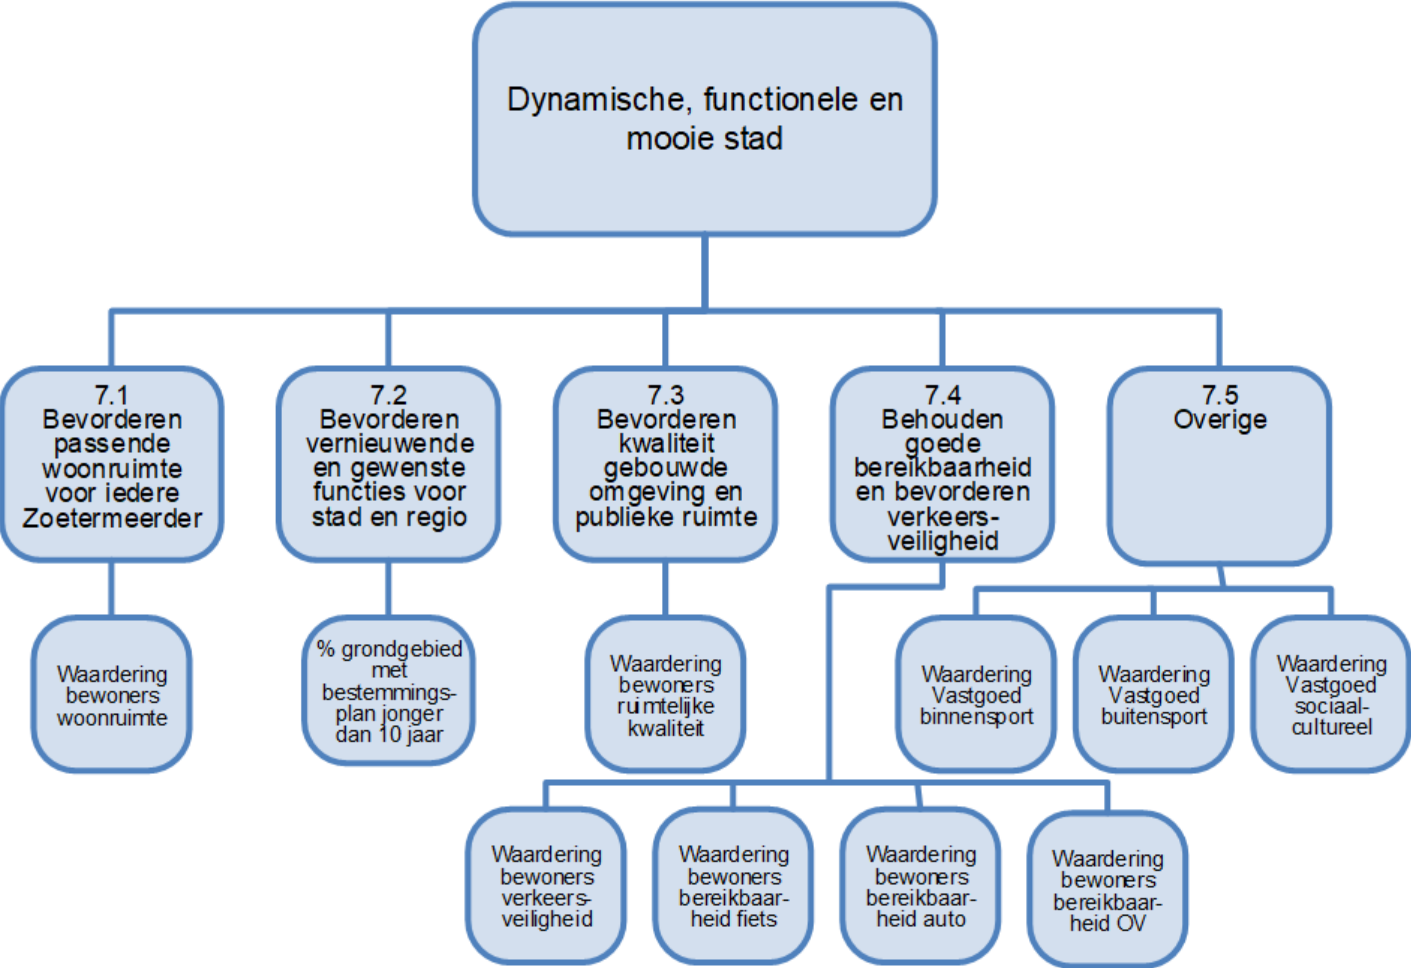 Dynamische, functionele en
mooie stad
7.1
Bevorderen
passende
woonruimte
voor iedere
Zoetermeerder
7.2
Bevorderen
vernieuwende
en gewenste
functies voor
stad en regio
7.3
Bevorderen
kwaliteit
gebouwde
omgeving en
publieke ruimte
7.4
Behouden
goede
bereikbaarheid
en bevorderen
verkeers-
veiligheid
7.5
Overige
Waardering
bewoners
woonruimte
% grondgebied
met
bestemmings-
plan jonger
dan 10 jaar
Waardering
bewoners
ruimtelijke
kwaliteit
Waardering
Vastgoed
binnensport
Waardering
Vastgoed
buitensport
Waardering
Vastgoed
sociaal-
cultureel
Waardering
bewoners
verkeers-
veiligheid
Waardering
bewoners
bereikbaar-
heid fiets
Waardering
bewoners
bereikbaar-
heid auto
Waardering
bewoners
bereikbaar-
heid OV